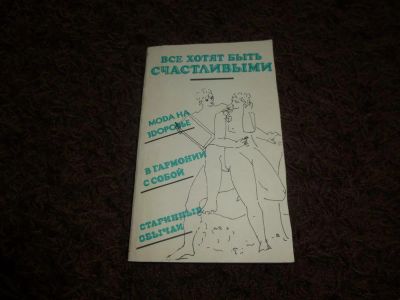 ВСЕ ХОТЯТ БЫТЬ
СЧАСТЛИВЫМИ
МОДА НА
ЗДОРОВЬЕ
В ГАРМОНИИ
С СОБОЙ
СТАРИННЫЕ
ОБЫЧАИ